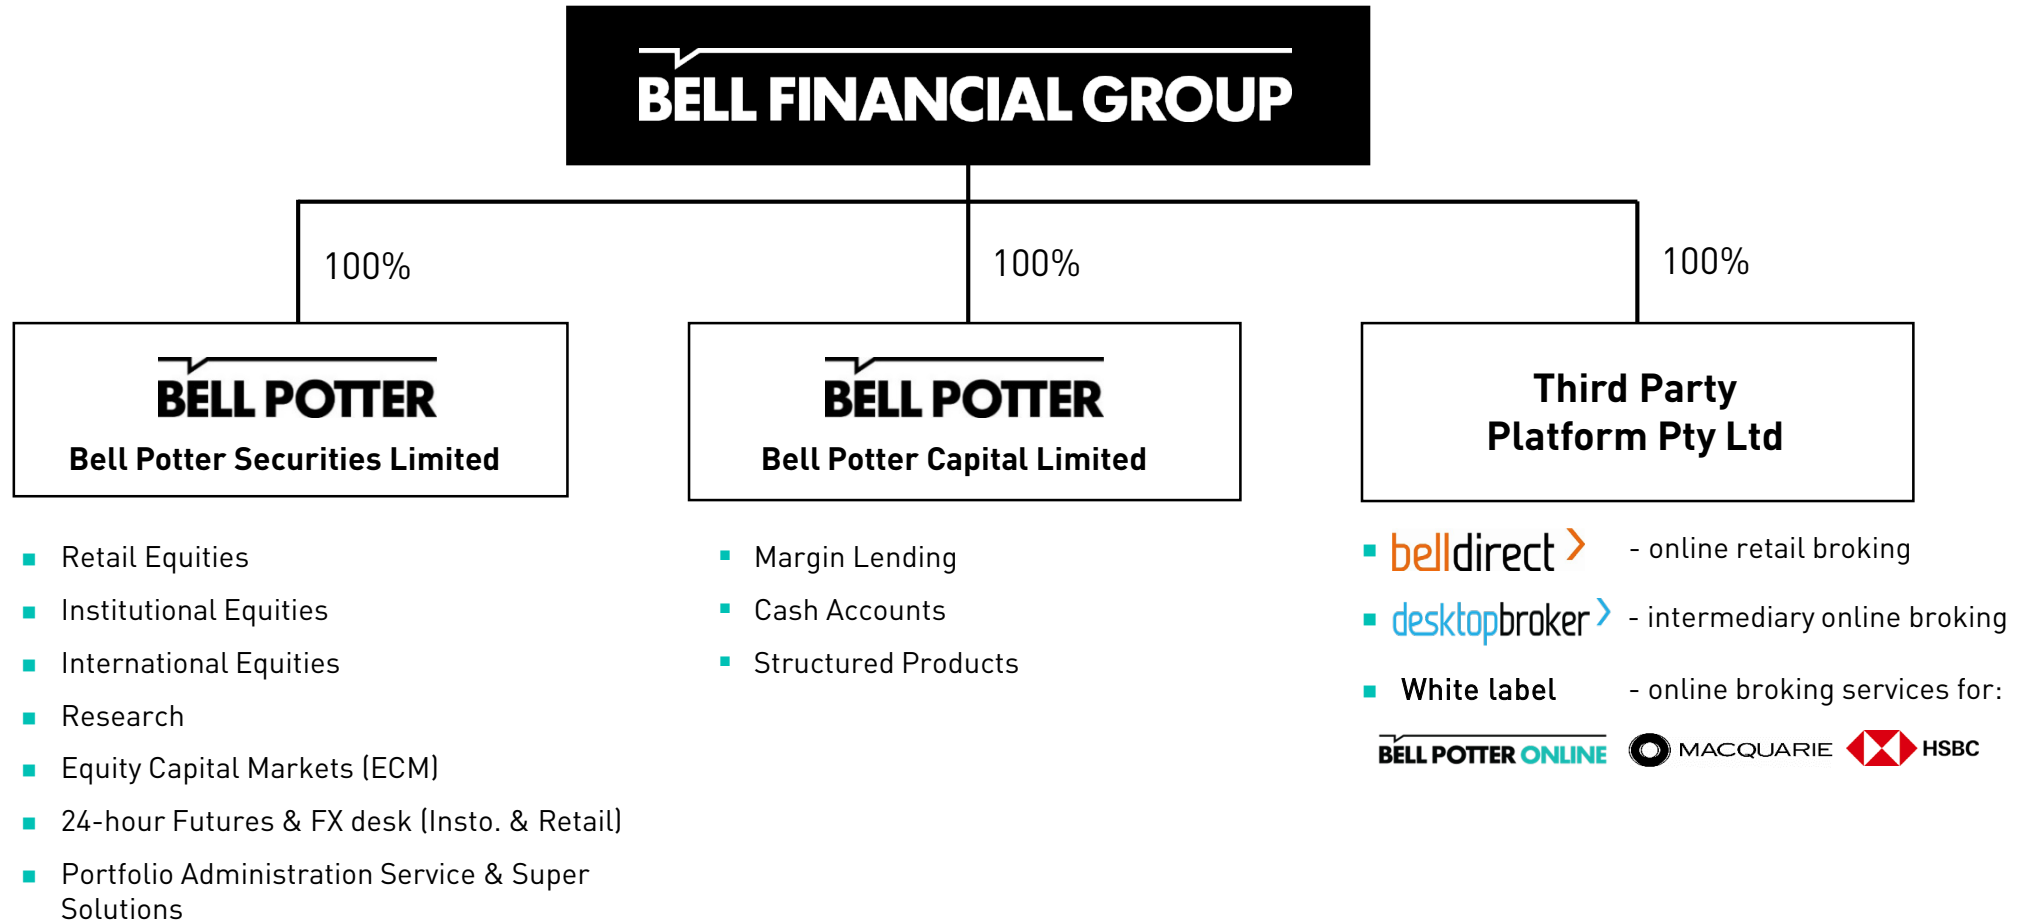 BELL FINANCIAL GROUP
100%
100%
100%
BELL POTTER
Bell Potter Securities Limited
BELL POTTER
Bell Potter Capital Limited
Third Party
Platform Pty Ltd
Retail Equities
Institutional Equities
International Equities
Research
Equity Capital Markets (ECM)
24-hour Futures & FX desk (Insto. & Retail)
Portfolio Administration Service & Super
Solutions
Margin Lending
Cash Accounts
Structured Products
belldirect - online retail broking
desktopbroker - intermediary online broking
White label - online broking services for:
BELL POTTER ONLINE MACQUARIE HSBC